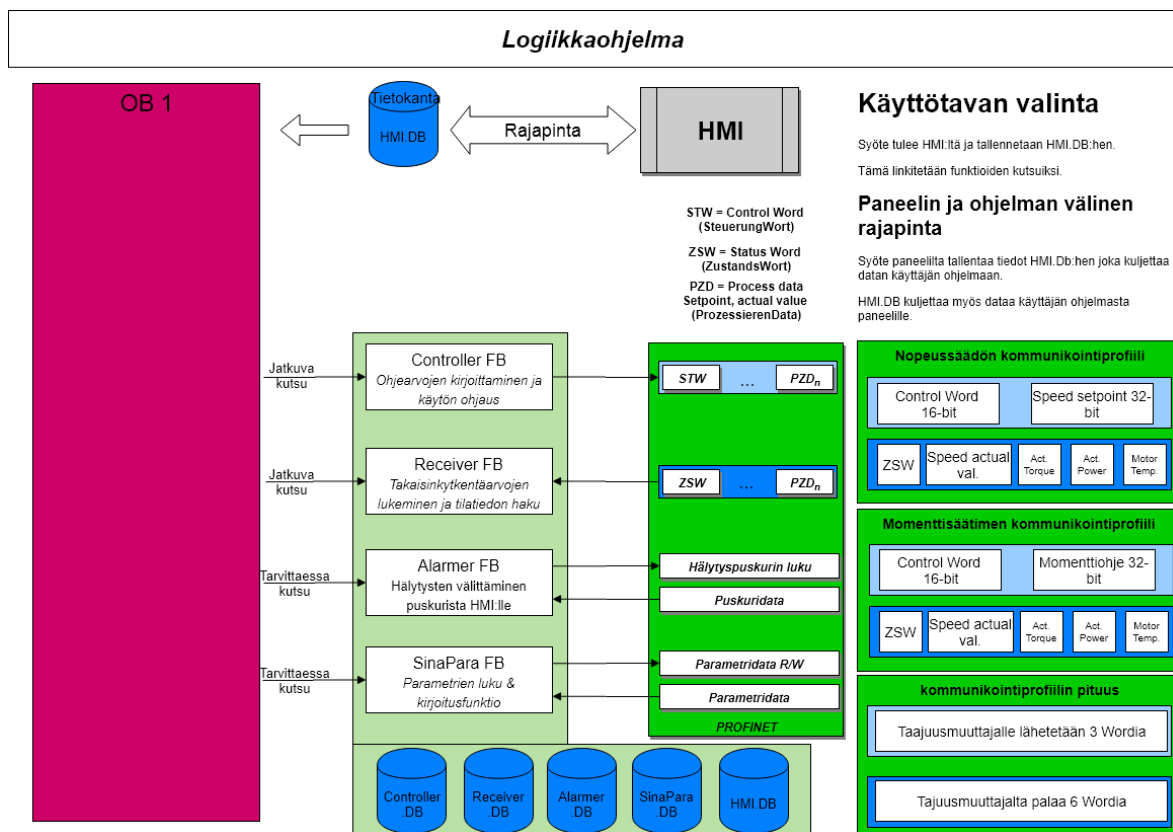 Logiikkaohjelma
OB 1
Tietokanta
HMI.DB
Rajapinta
HMI
STW = Control Word
(SteuerungWort)
ZSW = Status Word
(ZustandsWort)
PZD = Process data
Setpoint, actual value
(ProzessierenData)
Käyttötavan valinta
Syöte tulee HMI:ltä ja tallennetaan HMI.DB:hen.
Tämä linkitetään funktioiden kutsuiksi.
Paneelin ja ohjelman välinen
rajapinta
Syöte paneelilta tallentaa tiedot HMI.Db:hen joka kuljettaa
datan käyttäjän ohjelmaan.
HMI.DB kuljettaa myös dataa käyttäjän ohjelmasta
paneelille.
Jatkuva
kutsu
Controller FB
Ohjearvojen kirjoittaminen ja
käytön ohjaus
STW
...
PZDn
Jatkuva
kutsu
Receiver FB
Takaisinkytkentäarvojen
lukeminen ja tilatiedon haku
ZSW
...
PZDn
Tarvittaessa
kutsu
Alarmer FB
Hälytysten välittäminen
puskurista HMI:lle
Hälytyspuskurin luku
Puskuridata
Tarvittaessa
kutsu
SinaPara FB
Parametrien luku &
kirjoitusfunktio
Parametridata R/W
Parametridata
PROFINET
Controller
.DB
Receiver
.DB
Alarmer
.DB
SinaPara
.DB
HMI.DB
Nopeussäädön kommunikointiprofiili
Control Word
16-bit
Speed setpoint 32-
bit
ZSW
Speed actual
val.
Act.
Torque
Act.
Power
Motor
Temp.
Momenttisäätimen kommunikointiprofiili
Control Word
16-bit
Momenttiohje 32-
bit
ZSW
Speed actual
val.
Act.
Torque
Act.
Power
Motor
Temp.
kommunikointiprofiilin pituus
Taajuusmuuttajalle lähetetään 3 Wordia
Tajuusmuuttajalta palaa 6 Wordia